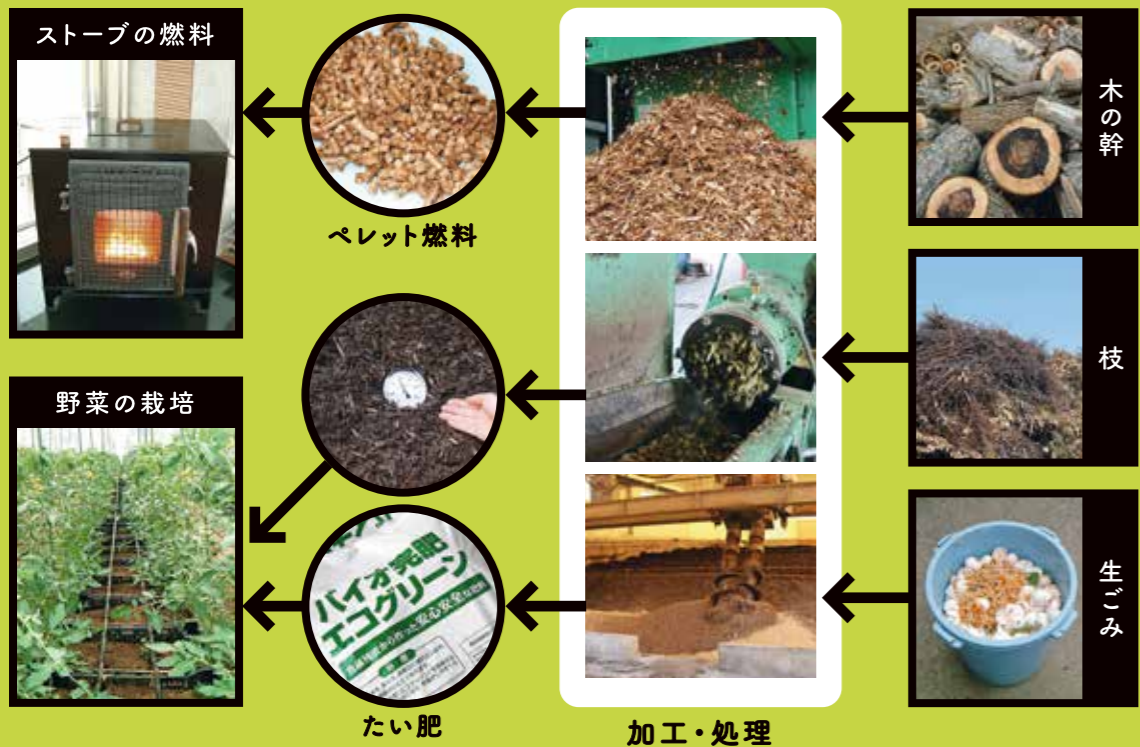 ストーブの燃料
ペレット燃料
木の幹
枝
野菜の栽培
バイオ完肥
エコグリーン
生ごみ
たい肥
加工・処理